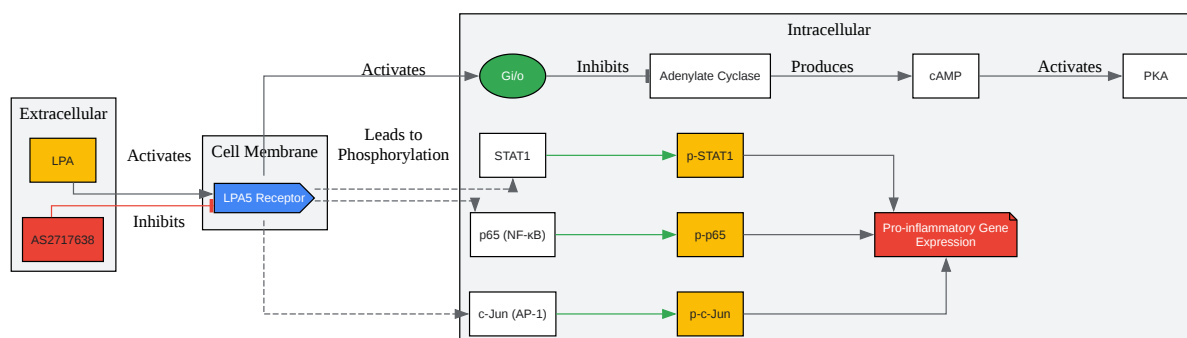 Intracellular
Activates
Gi/o
Inhibits
Adenylate Cyclase
Produces
cAMP
Activates
PKA
Extracellular
LPA
Activates
AS2717638
Inhibits
Cell Membrane
LPA5 Receptor
Leads to
Phosphorylation
STAT1
p-STAT1
p65 (NF-κB)
p-p65
Pro-inflammatory Gene
Expression
c-Jun (AP-1)
p-c-Jun